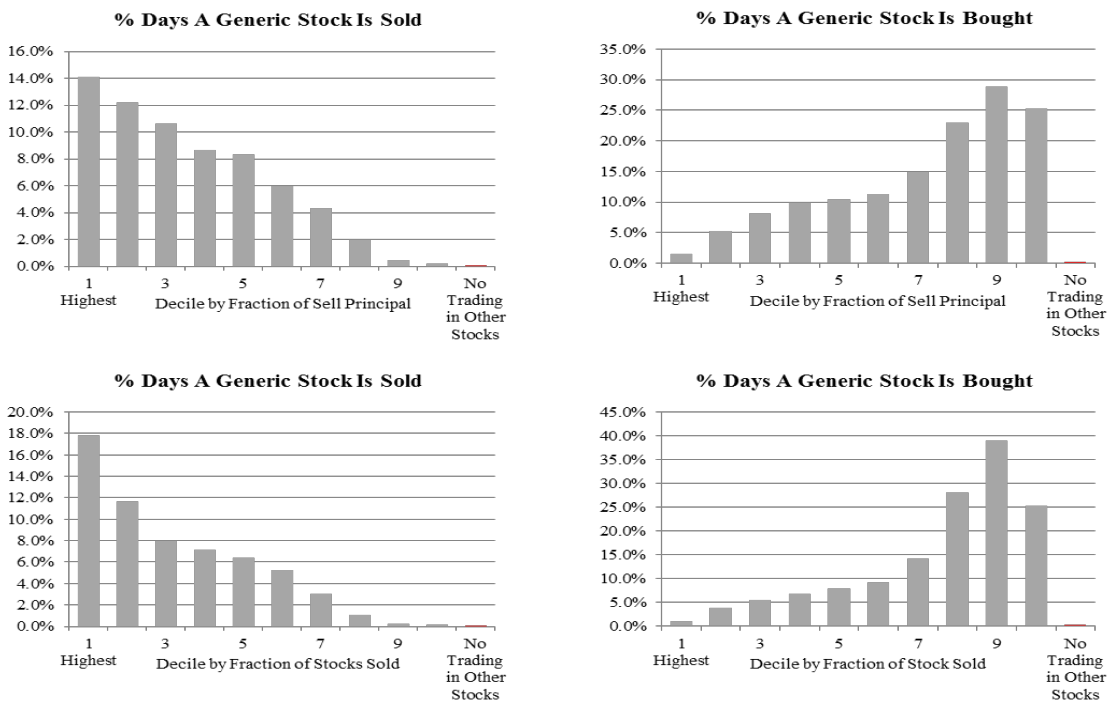 % Days A Generic Stock Is Sold
16.0%
14.0%
12.0%
10.0%
8.0%
6.0%
4.0%
2.0%
0.0%
1 3 5 7 9 No
Highest Decile by Fraction of Sell Principal Trading
in Other
Stocks
% Days A Generic Stock Is Bought
35.0%
30.0%
25.0%
20.0%
15.0%
10.0%
5.0%
0.0%
1 3 5 7 9 No
Highest Decile by Fraction of Sell Principal Trading
in Other
Stocks
% Days A Generic Stock Is Sold
20.0%
18.0%
16.0%
14.0%
12.0%
10.0%
8.0%
6.0%
4.0%
2.0%
0.0%
1 3 5 7 9 No
Highest Decile by Fraction of Stocks Sold Trading
in Other
Stocks
% Days A Generic Stock Is Bought
45.0%
40.0%
35.0%
30.0%
25.0%
20.0%
15.0%
10.0%
5.0%
0.0%
1 3 5 7 9 No
Highest Decile by Fraction of Stock Sold Trading
in Other
Stocks